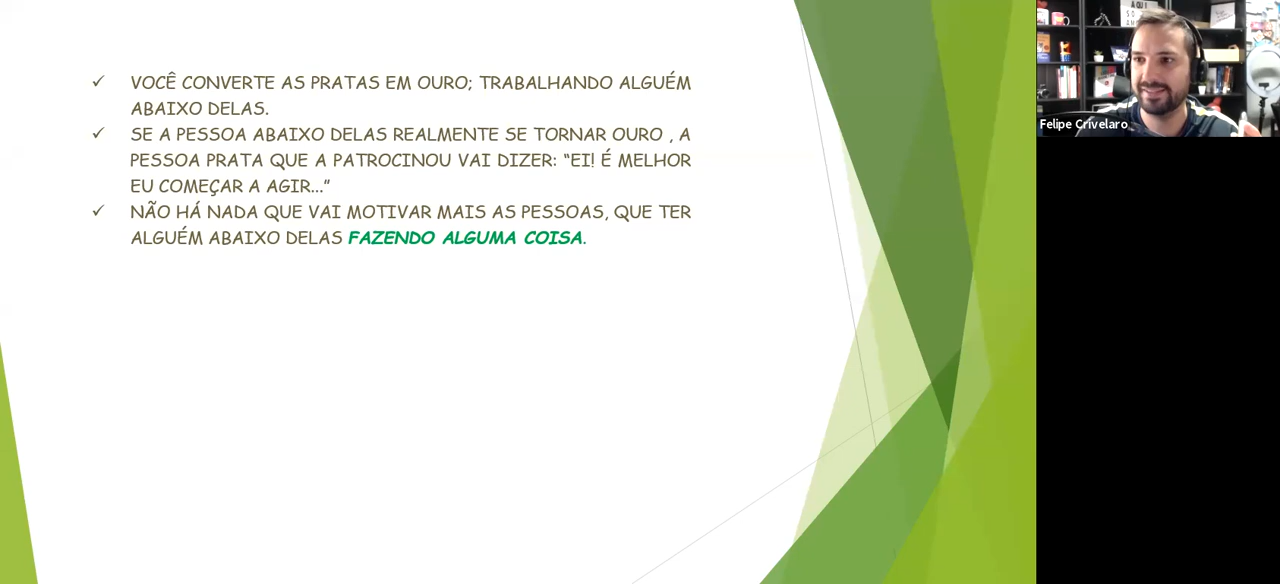 VOCÊ CONVERTE AS PRATAS EM OURO; TRABALHANDO ALGUÉM
ABAIXO DELAS.
SE A PESSOA ABAIXO DELAS REALMENTE SE TORNAR OURO , A
PESSOA PRATA QUE A PATROCINOU VAI DIZER: “EI! É MELHOR
EU COMEÇAR A AGIR...”
NÃO HÁ NADA QUE VAI MOTIVAR MAIS AS PESSOAS, QUE TER
ALGUÉM ABAIXO DELAS FAZENDO ALGUMA COISA.
Felipe Crivelaro